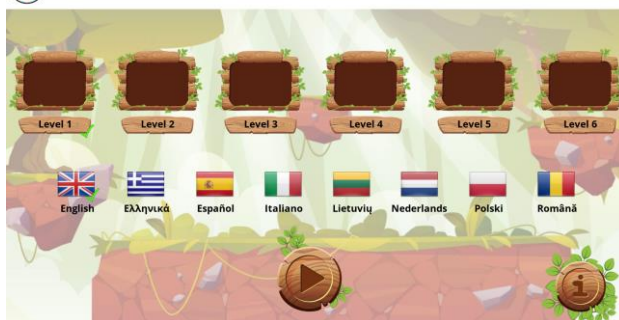 Level 1 Level 2 Level 3 Level 4 Level 5 Level 6
English Ελληνικά Español Italiano Lietuvių Nederlands Polski Română
i